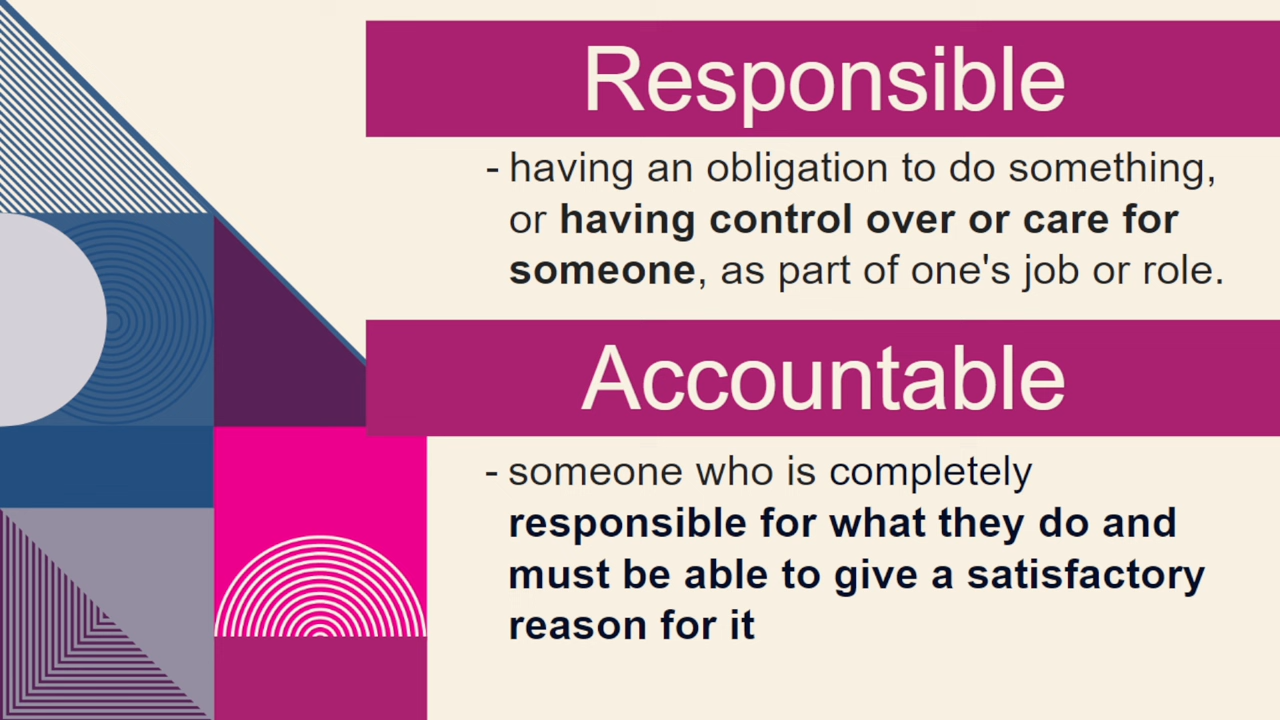 Responsible
- having an obligation to do something,
or having control over or care for
someone, as part of one's job or role.
Accountable
- someone who is completely
responsible for what they do and
must be able to give a satisfactory
reason for it